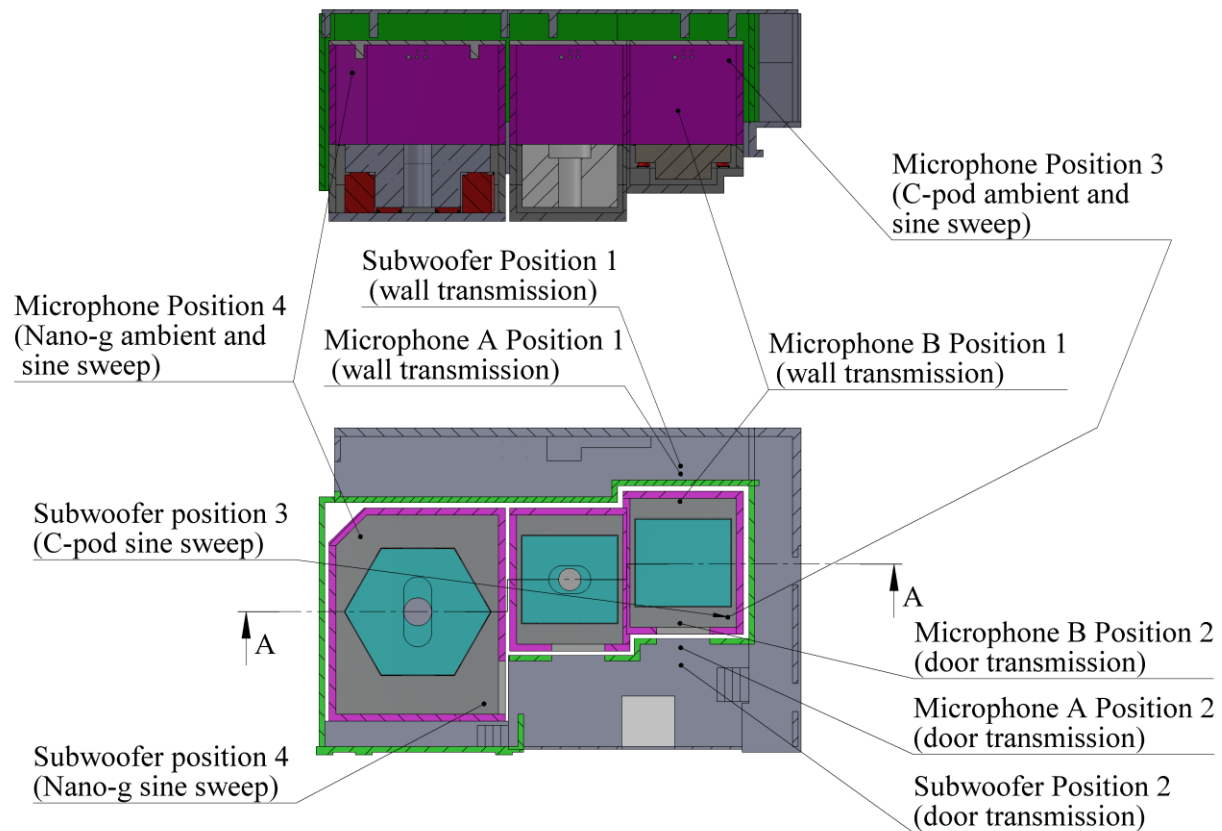 Microphone Position 3
(C-pod ambient and
sine sweep)
Subwoofer Position 1
(wall transmission)
Microphone Position 4
(Nano-g ambient and
sine sweep)
Microphone A Position 1
(wall transmission)
Microphone B Position 1
(wall transmission)
Subwoofer position 3
(C-pod sine sweep)
A
A
Microphone B Position 2
(door transmission)
Microphone A Position 2
(door transmission)
Subwoofer position 4
(Nano-g sine sweep)
Subwoofer Position 2
(door transmission)